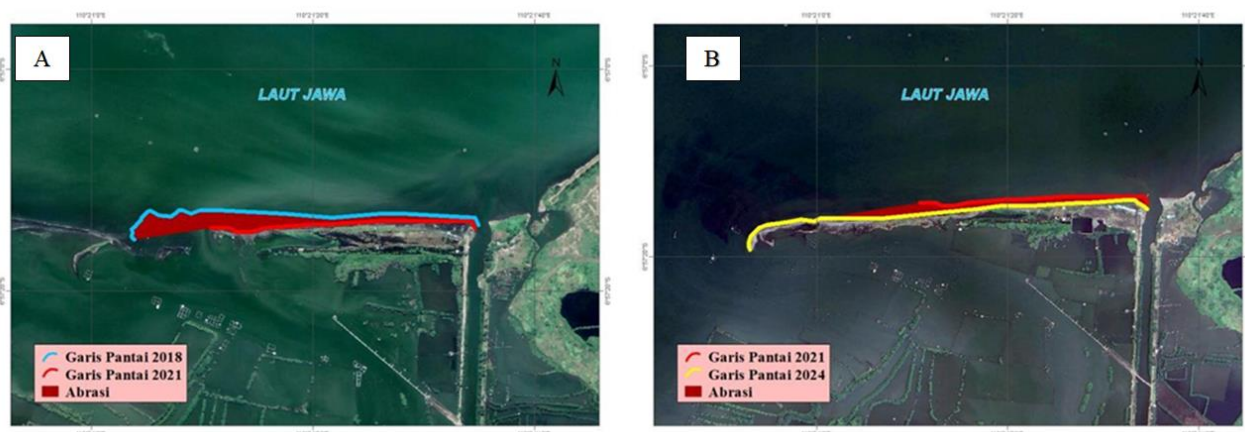 A
N
LAUT JAWA
Garis Pantai 2018
Garis Pantai 2021
Abrasi
B
N
LAUT JAWA
Garis Pantai 2021
Garis Pantai 2024
Abrasi